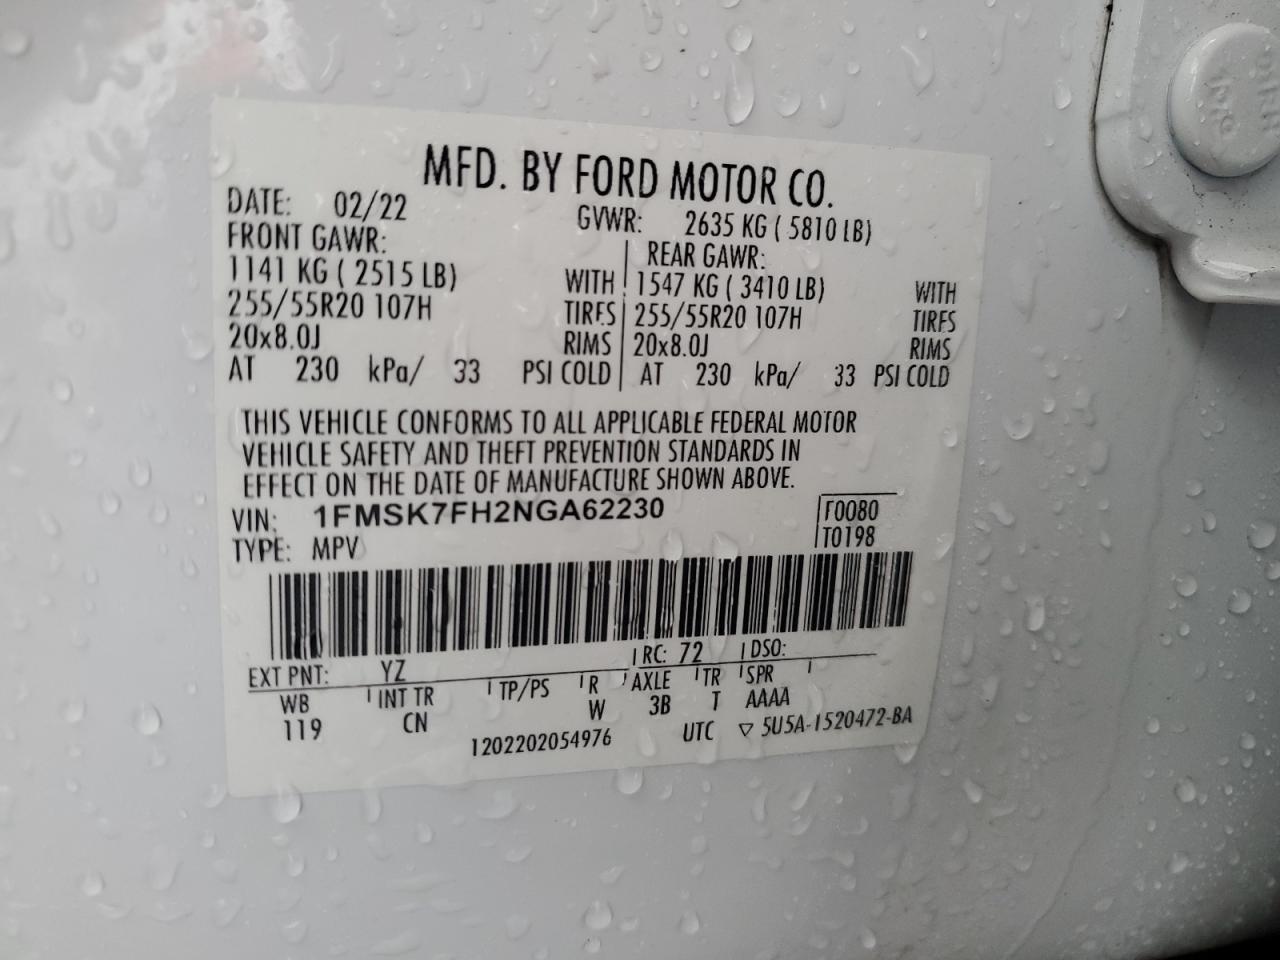 MFD. BY FORD MOTOR CO.
DATE: 02/22 GVWR: 2635 KG ( 5810 LB)
FRONT GAWR: REAR GAWR:
1141 KG ( 2515 LB) WITH 1547 KG ( 3410 LB) WITH
255/55R20 107H TIRES 255/55R20 107H TIRES
20x8.0J RIMS 20x8.0J RIMS
AT 230 kPa/ 33 PSI COLD AT 230 kPa/ 33 PSI COLD
THIS VEHICLE CONFORMS TO ALL APPLICABLE FEDERAL MOTOR
VEHICLE SAFETY AND THEFT PREVENTION STANDARDS IN
EFFECT ON THE DATE OF MANUFACTURE SHOWN ABOVE.
VIN: 1FMSK7FH2NGA62230 F0080
TYPE: MPV T0198
EXT PNT: YZ RC: 72 DSO:
WB INT TR TP/PS R AXLE TR SPR
119 CN W 3B T AAAA
1202202054976 UTC ▽ 5U5A-1520472-BA